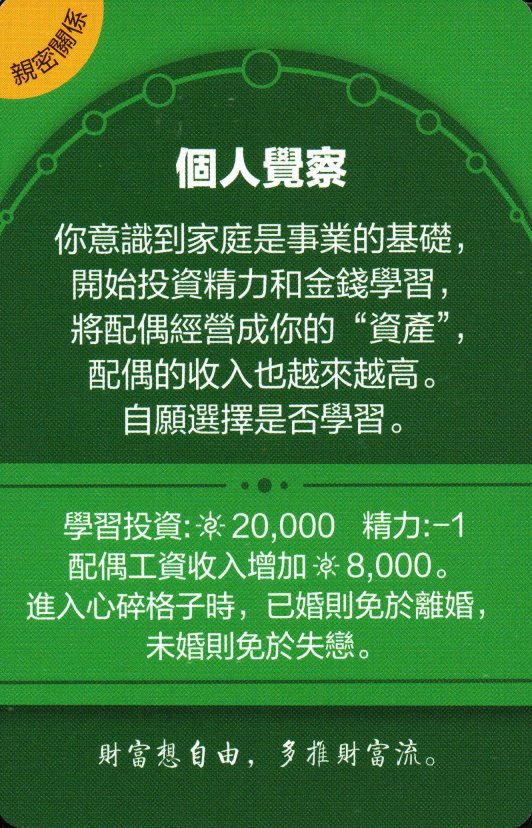 親密關係
個人覺察
你意識到家庭是事業的基礎，
開始投資精力和金錢學習，
將配偶經營成你的“資產”，
配偶的收入也越來越高。
自願選擇是否學習。
學習投資:20,000 精力:-1
配偶工資收入增加8,000。
進入心碎格子時，已婚則免於離婚，
未婚則免於失戀。
財富想自由，多推財富流。